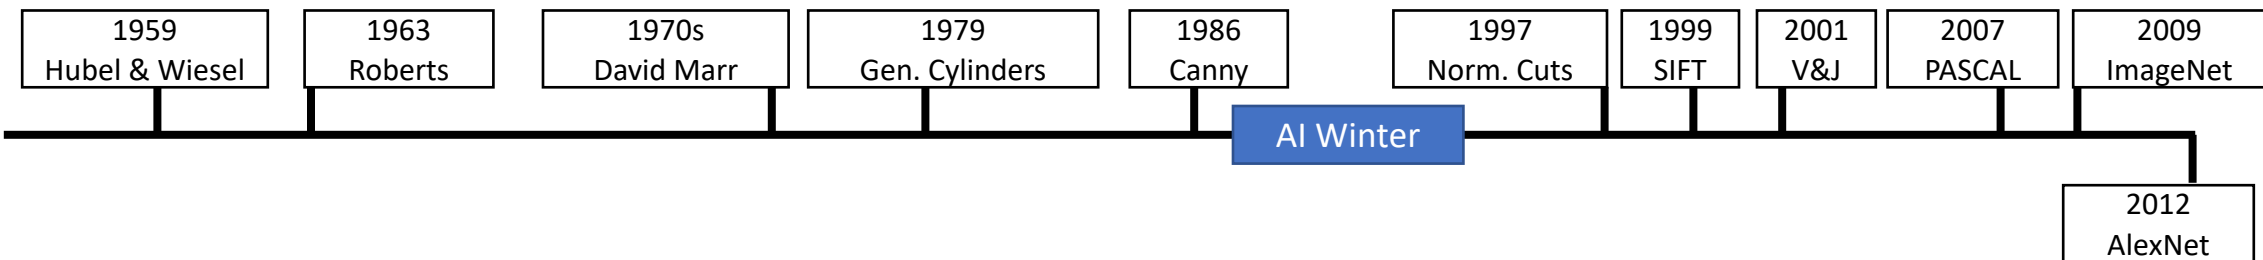 1959
Hubel & Wiesel
1963
Roberts
1970s
David Marr
1979
Gen. Cylinders
1986
Canny
AI Winter
1997
Norm. Cuts
1999
SIFT
2001
V&J
2007
PASCAL
2009
ImageNet
2012
AlexNet